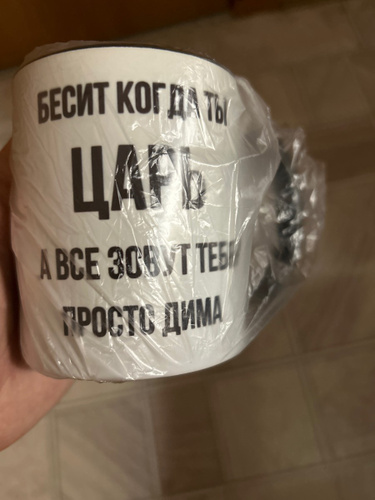 БЕСИТ КОГДА ТЫ
ЦАРЬ
А ВСЕ ЗОВУТ ТЕБЯ
ПРОСТО ДИМА